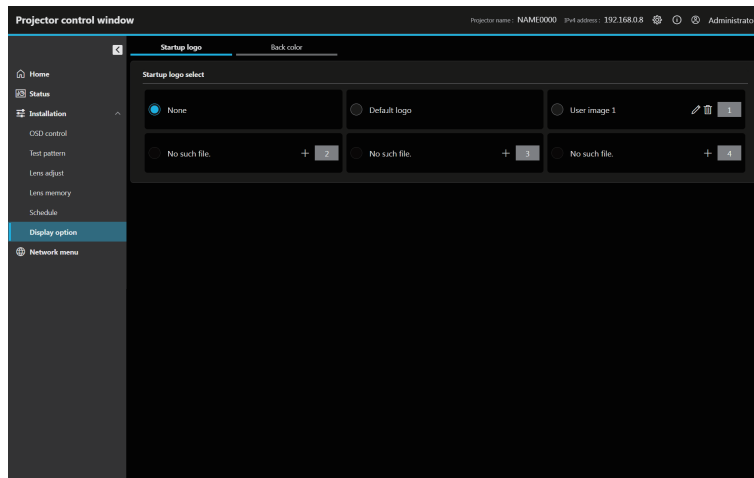 Projector control window
Projector name : NAME0000 IPv4 address : 192.168.0.8 Administrato
Startup logo Back color
Home
Status
Installation
OSD control
Test pattern
Lens adjust
Lens memory
Schedule
Display option
Network menu
Startup logo select
None
Default logo
User image 1 1
No such file. 2
No such file. 3
No such file. 4